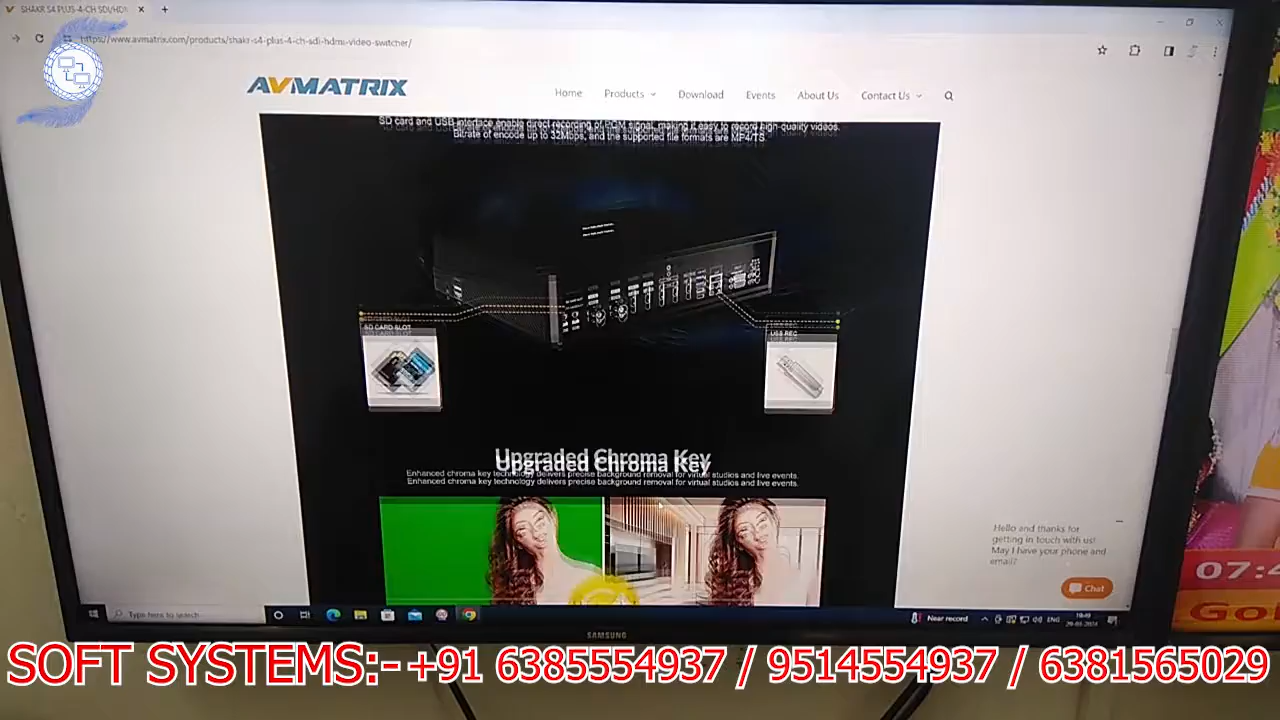 SHAKR S4 PLUS-4-CH SDI/HDMI
https://www.avmatrix.com/products/shakr-s4-plus-4-ch-sdi-hdmi-video-switcher/
AVMATRIX
Home Products Download Events About Us Contact Us
SD card and USB interface enable direct recording of PGM signal, making it easy to record high-quality videos.
Bitrate of encode up to 32Mbps, and the supported file formats are MP4/TS.
SD CARD SLOT
USB REC
Upgraded Chroma Key
Enhanced chroma key technology delivers precise background removal for virtual studios and live events.
Hello and thanks for
getting in touch with us!
May I have your phone and
email?
Chat
07:4
Type here to search
Near record
ENG
SAMSUNG
SOFT SYSTEMS:-+91 6385554937 / 9514554937 / 6381565029